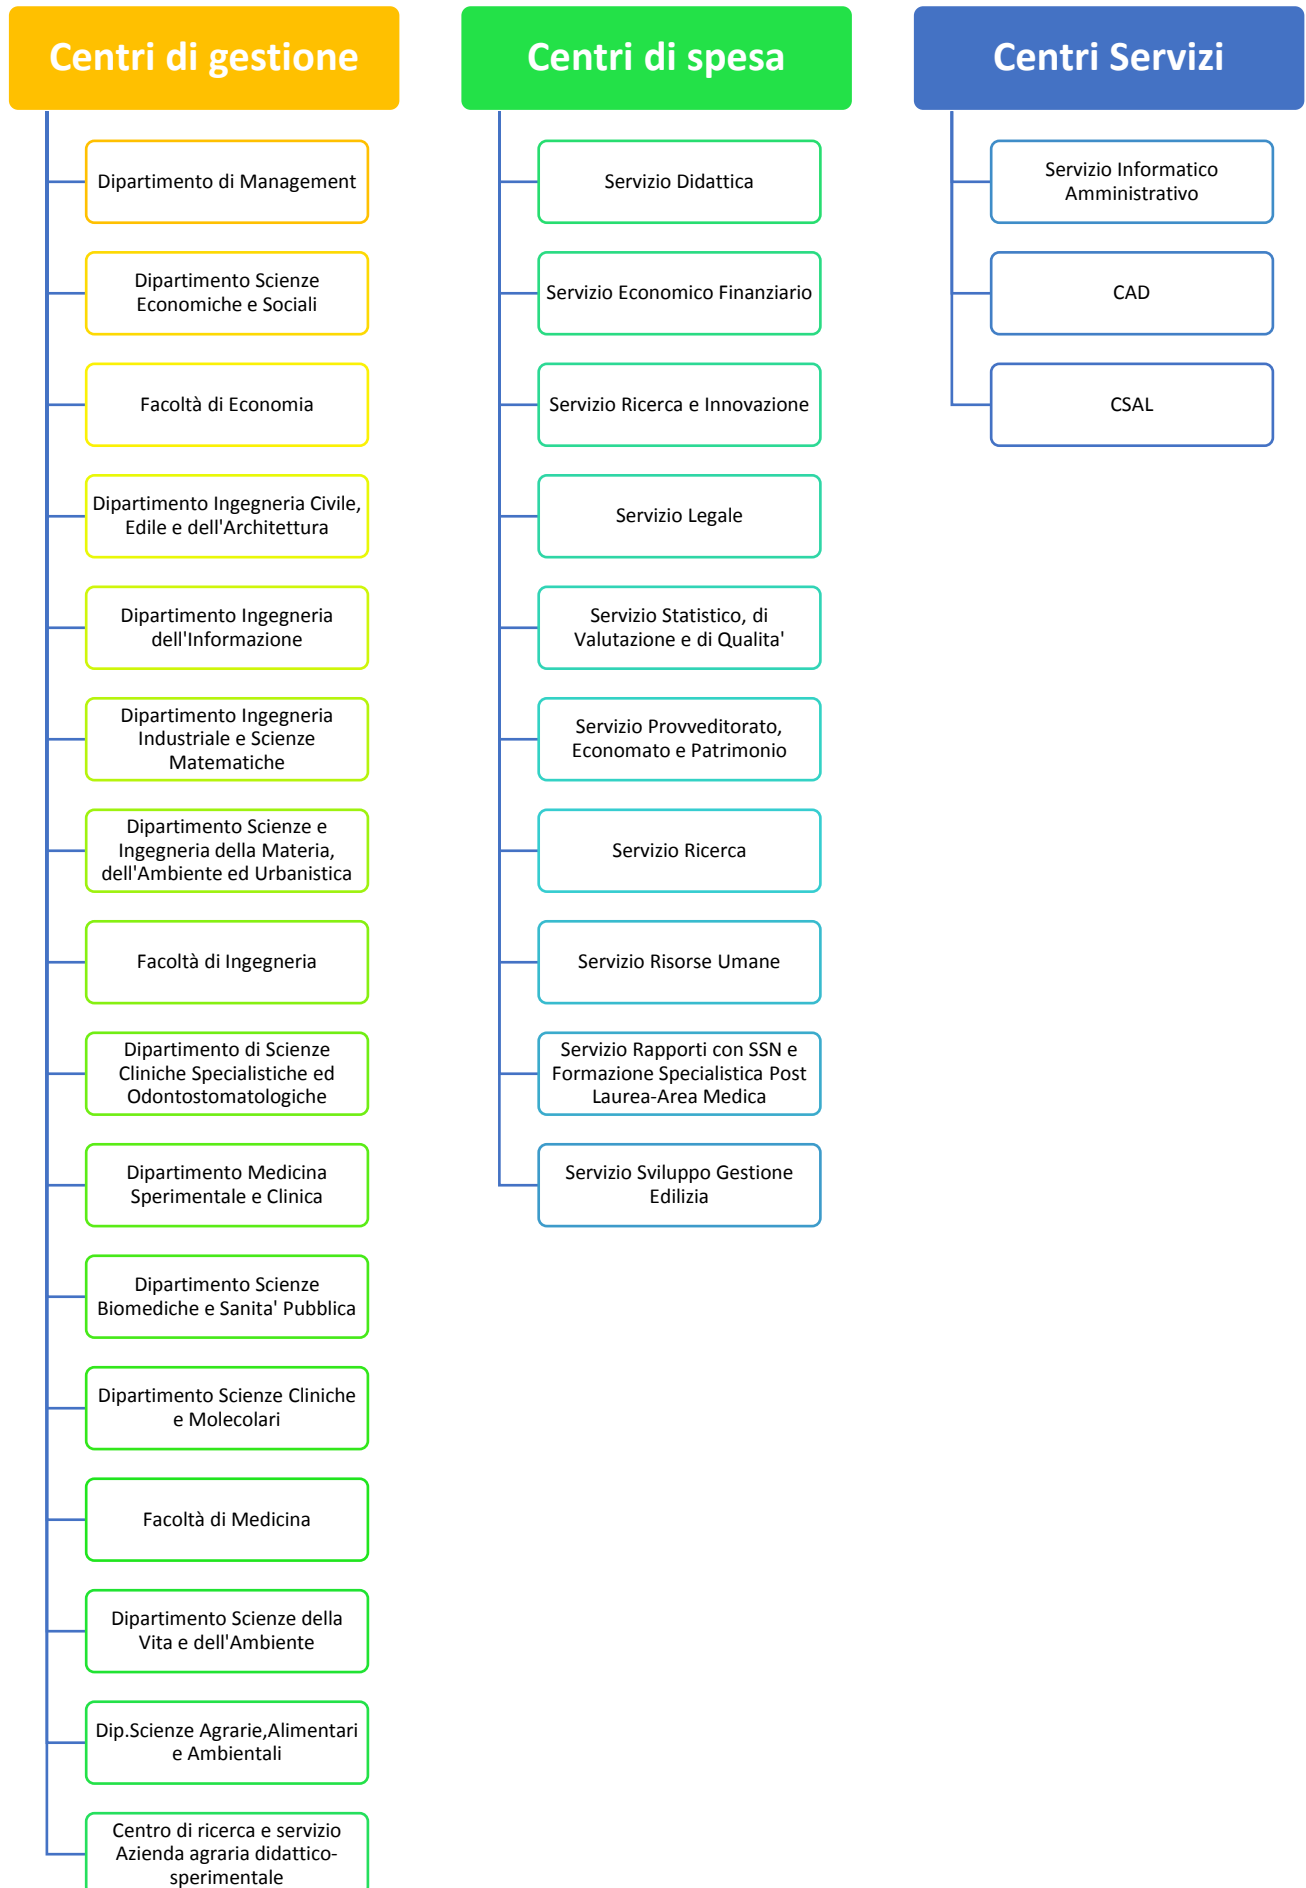 Centri di gestione
Dipartimento di Management
Dipartimento Scienze
Economiche e Sociali
Facoltà di Economia
Dipartimento Ingegneria Civile,
Edile e dell'Architettura
Dipartimento Ingegneria
dell'Informazione
Dipartimento Ingegneria
Industriale e Scienze
Matematiche
Dipartimento Scienze e
Ingegneria della Materia,
dell'Ambiente ed Urbanistica
Facoltà di Ingegneria
Dipartimento di Scienze
Cliniche Specialistiche ed
Odontostomatologiche
Dipartimento Medicina
Sperimentale e Clinica
Dipartimento Scienze
Biomediche e Sanita' Pubblica
Dipartimento Scienze Cliniche
e Molecolari
Facoltà di Medicina
Dipartimento Scienze della
Vita e dell'Ambiente
Dip.Scienze Agrarie,Alimentari
e Ambientali
Centro di ricerca e servizio
Azienda agraria didattico-
sperimentale
Centri di spesa
Servizio Didattica
Servizio Economico Finanziario
Servizio Ricerca e Innovazione
Servizio Legale
Servizio Statistico, di
Valutazione e di Qualita'
Servizio Provveditorato,
Economato e Patrimonio
Servizio Ricerca
Servizio Risorse Umane
Servizio Rapporti con SSN e
Formazione Specialistica Post
Laurea-Area Medica
Servizio Sviluppo Gestione
Edilizia
Centri Servizi
Servizio Informatico
Amministrativo
CAD
CSAL